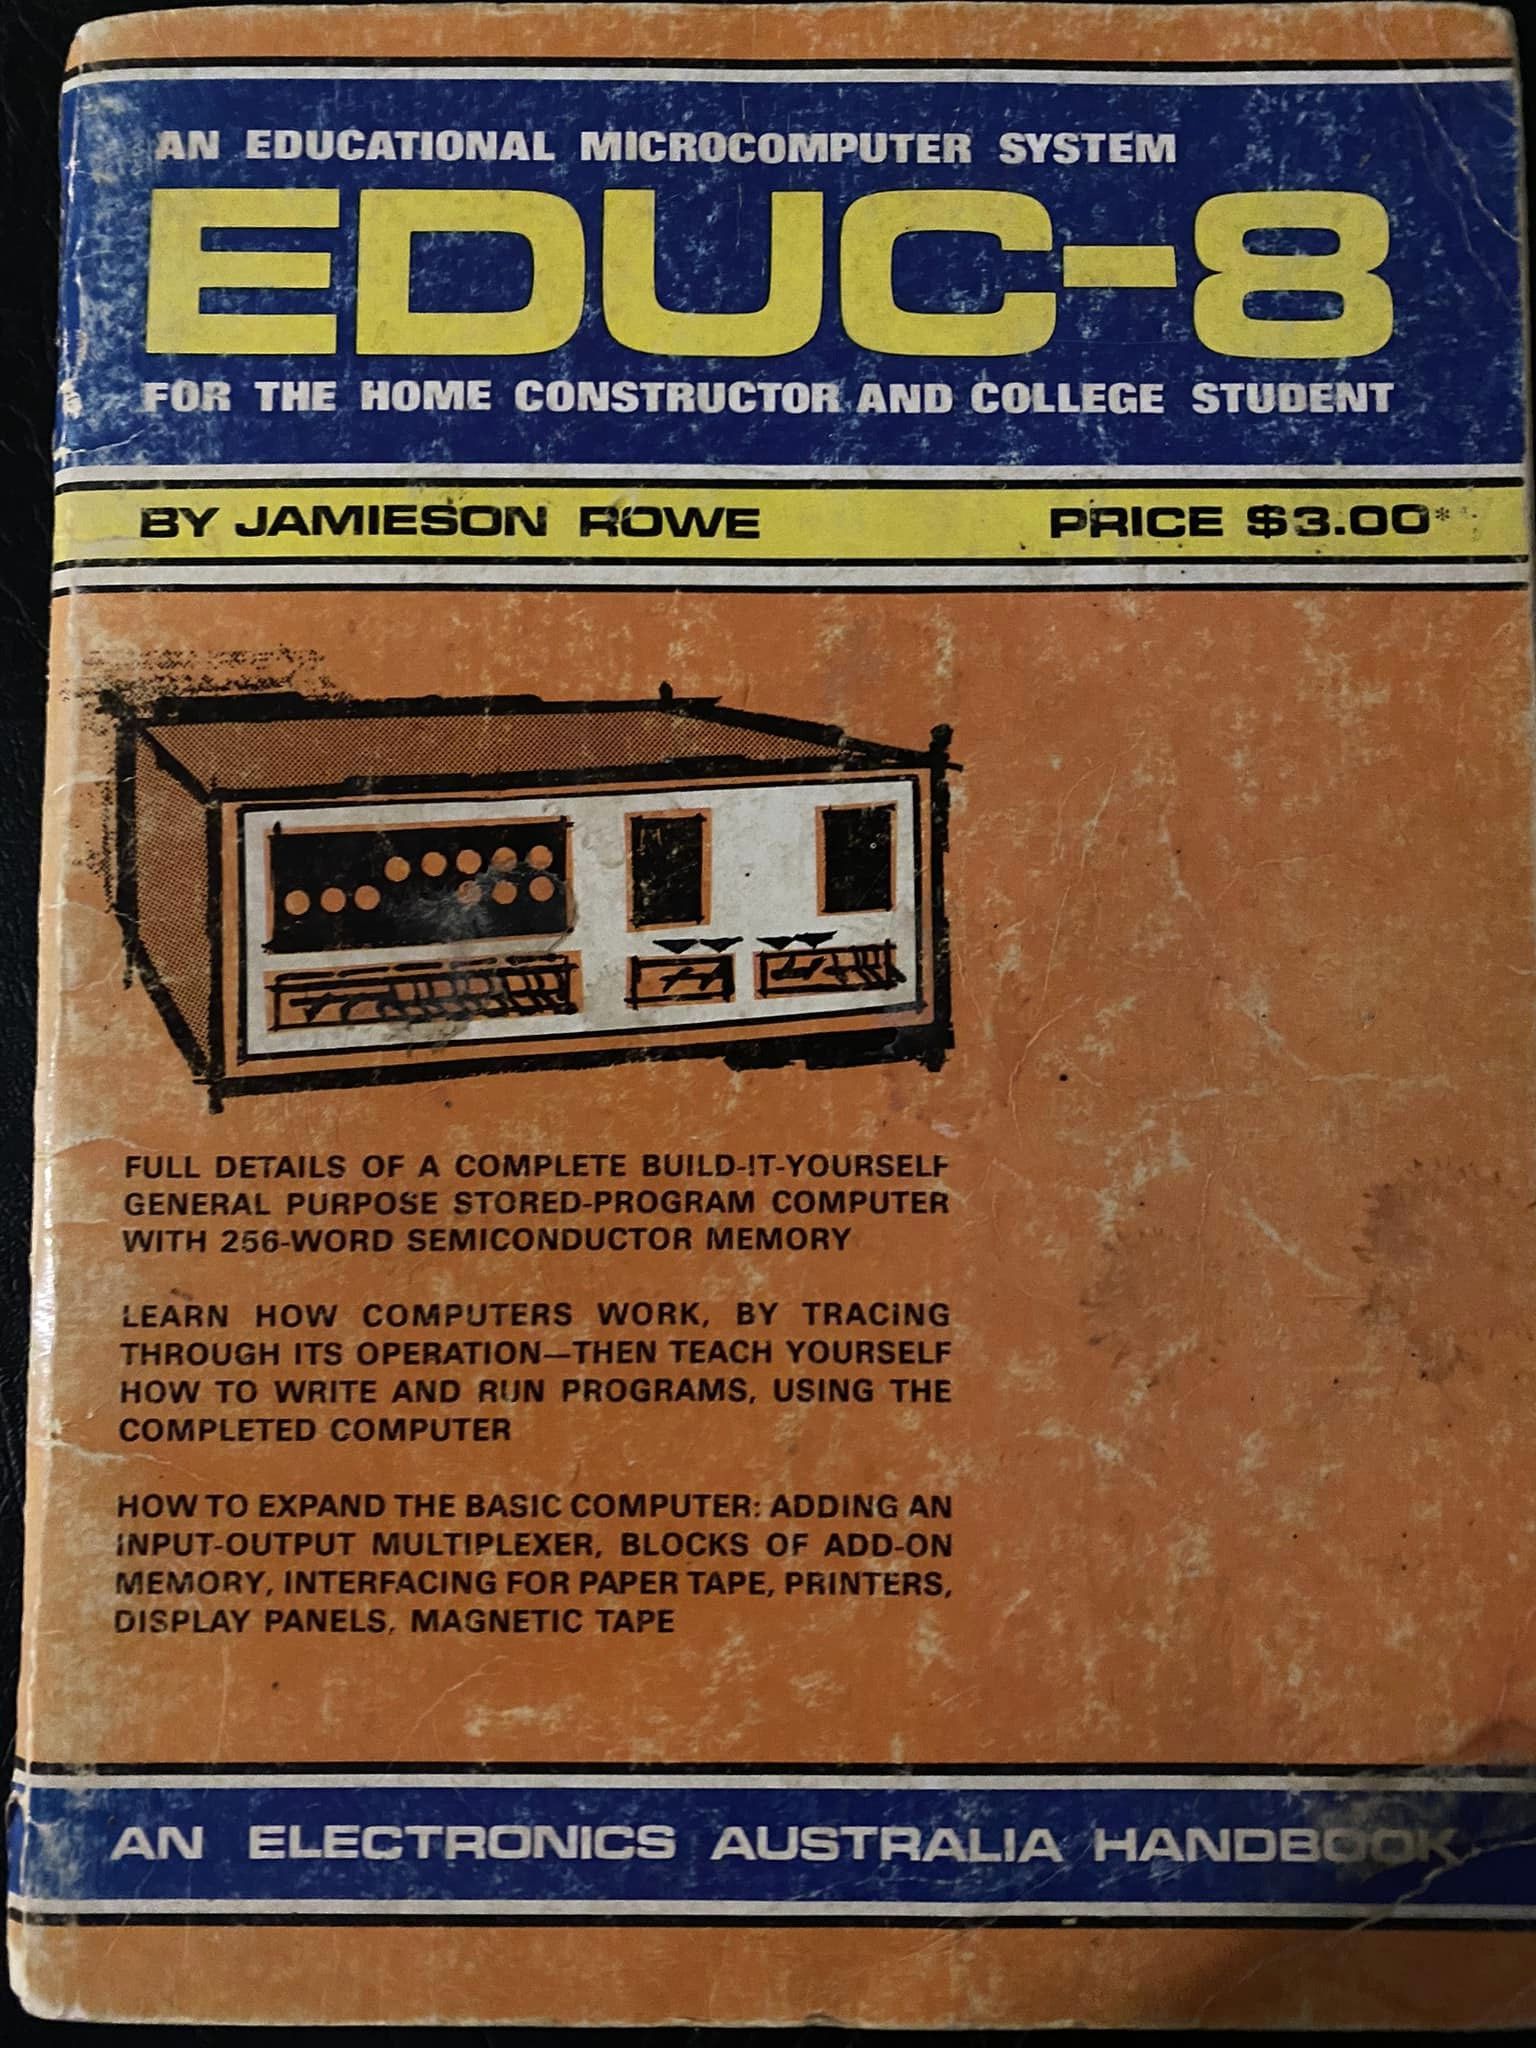 AN EDUCATIONAL MICROCOMPUTER SYSTEM
EDUC-8
FOR THE HOME CONSTRUCTOR AND COLLEGE STUDENT
BY JAMIESON ROWE PRICE $3.00*
FULL DETAILS OF A COMPLETE BUILD-IT-YOURSELF
GENERAL PURPOSE STORED-PROGRAM COMPUTER
WITH 256-WORD SEMICONDUCTOR MEMORY
LEARN HOW COMPUTERS WORK, BY TRACING
THROUGH ITS OPERATION—THEN TEACH YOURSELF
HOW TO WRITE AND RUN PROGRAMS, USING THE
COMPLETED COMPUTER
HOW TO EXPAND THE BASIC COMPUTER: ADDING AN
INPUT-OUTPUT MULTIPLEXER, BLOCKS OF ADD-ON
MEMORY, INTERFACING FOR PAPER TAPE, PRINTERS,
DISPLAY PANELS, MAGNETIC TAPE
AN ELECTRONICS AUSTRALIA HANDBOOK